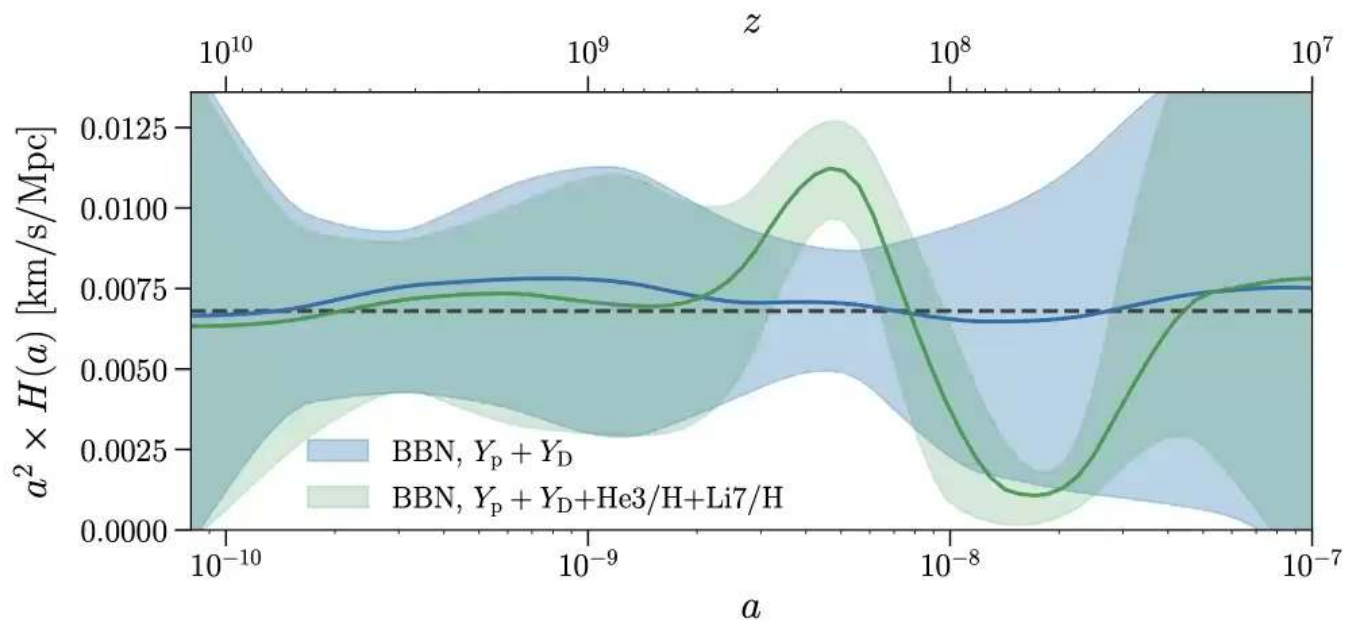 z
10^10 10^9 10^8 10^7
a^2 × H(a) [km/s/Mpc]
0.0125
0.0100
0.0075
0.0050
0.0025
0.0000
BBN, Y_p + Y_D
BBN, Y_p + Y_D+He3/H+Li7/H
10^−10 10^−9 10^−8 10^−7
a